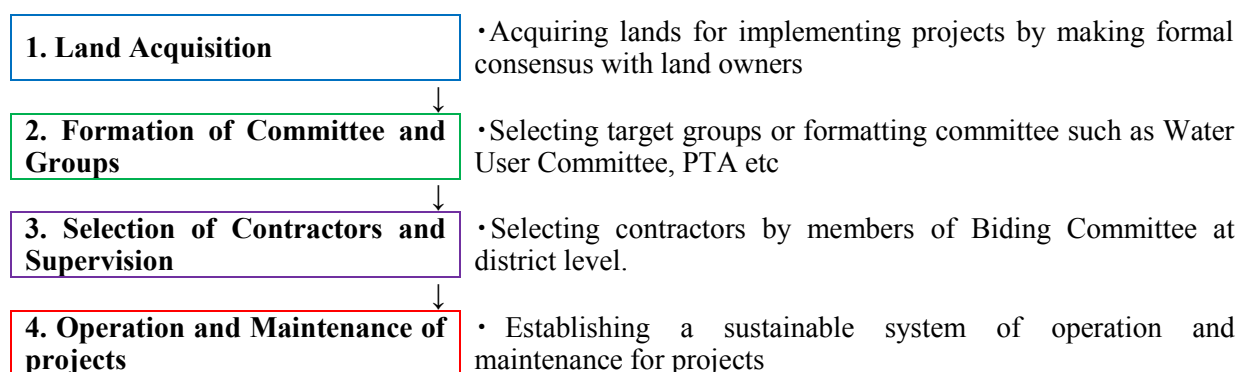 1. Land Acquisition
・Acquiring lands for implementing projects by making formal
consensus with land owners
↓
2. Formation of Committee and
Groups
・Selecting target groups or formatting committee such as Water
User Committee, PTA etc
↓
3. Selection of Contractors and
Supervision
・Selecting contractors by members of Biding Committee at
district level.
↓
4. Operation and Maintenance of
projects
・ Establishing a sustainable system of operation and
maintenance for projects